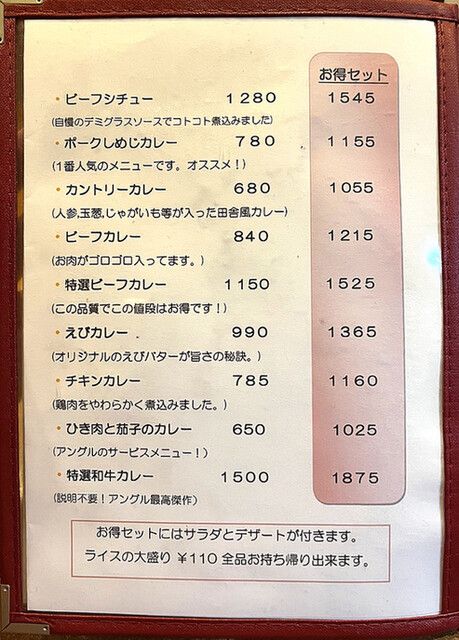 お得セット
・ビーフシチュー 1280 1545
(自慢のデミグラスソースでコトコト煮込みました)
・ポークしめじカレー 780 1155
(1番人気のメニューです。オススメ！)
・カントリーカレー 680 1055
(人参,玉葱,じゃがいも等が入った田舎風カレー)
・ビーフカレー 840 1215
(お肉がゴロゴロ入ってます。)
・特選ビーフカレー 1150 1525
(この品質でこの値段はお得です！)
・えびカレー . 990 1365
(オリジナルのえびバターが旨さの秘訣。)
・チキンカレー 785 1160
(鶏肉をやわらかく煮込みました。)
・ひき肉と茄子のカレー 650 1025
(アングルのサービスメニュー！)
・特選和牛カレー 1500 1875
(説明不要！アングル最高傑作)
お得セットにはサラダとデザートが付きます。
ライスの大盛り ¥110 全品お持ち帰り出来ます。